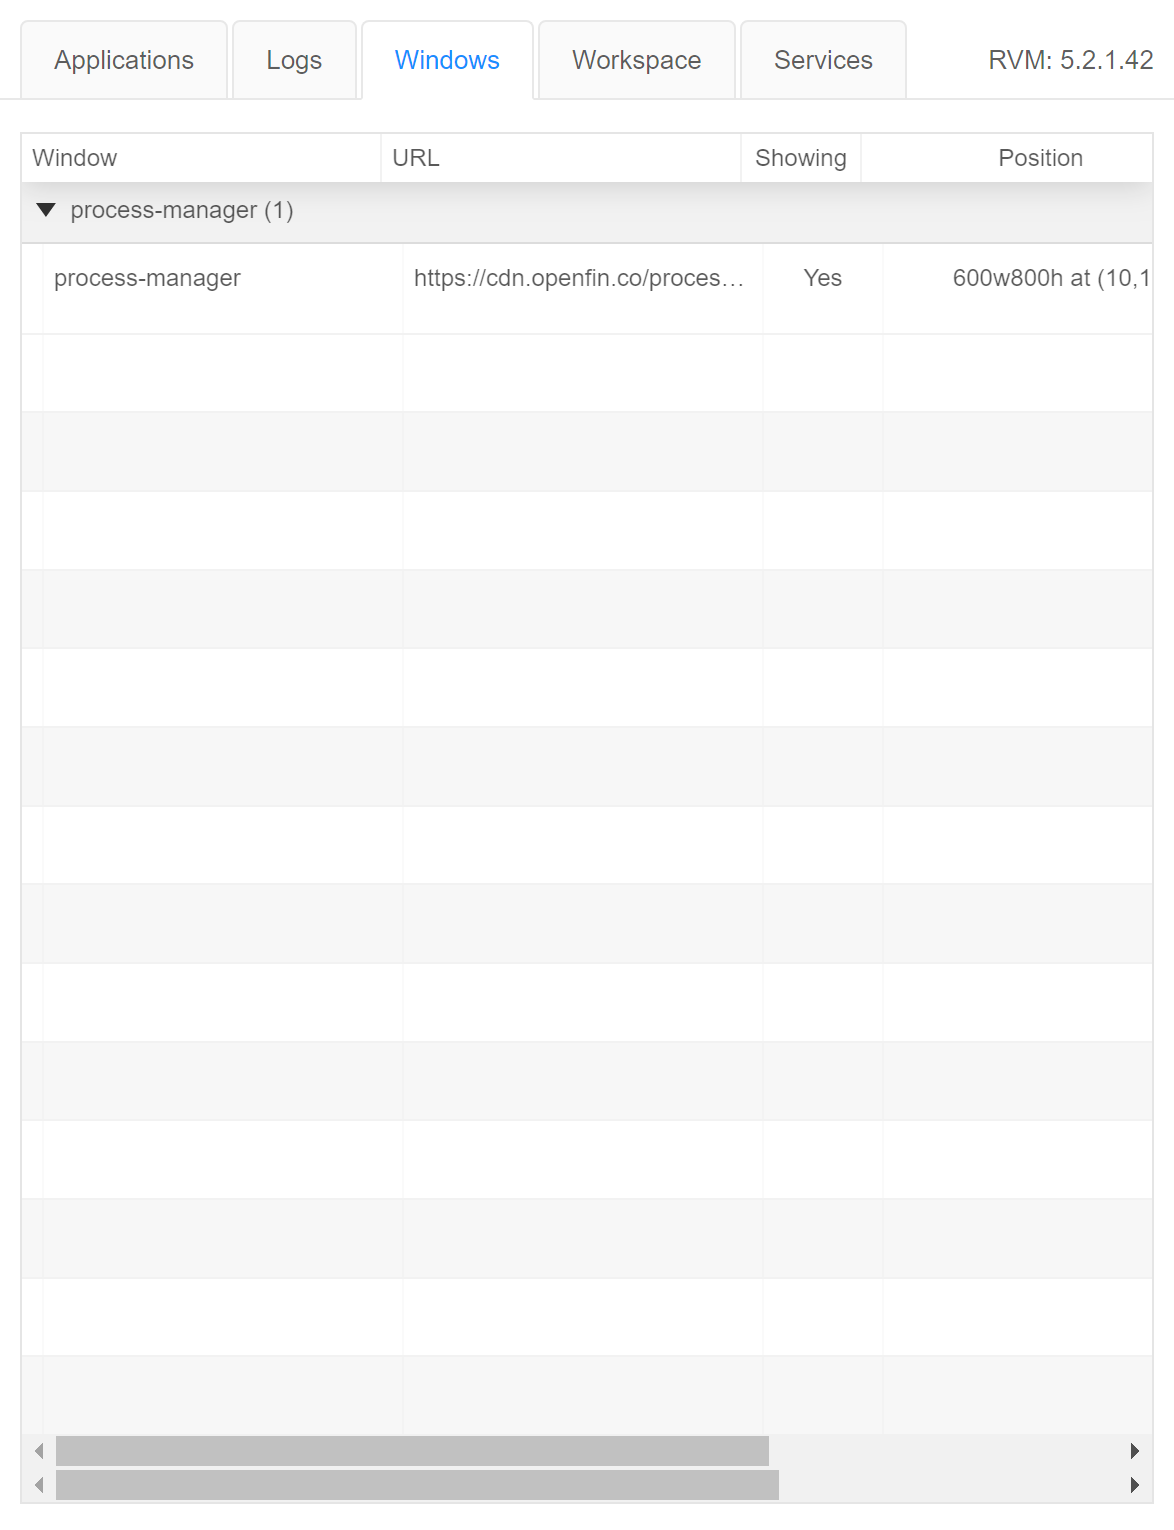 Applications Logs Windows Workspace Services RVM: 5.2.1.42
Window URL Showing Position
process-manager (1)
process-manager https://cdn.openfin.co/proces… Yes 600w800h at (10,1